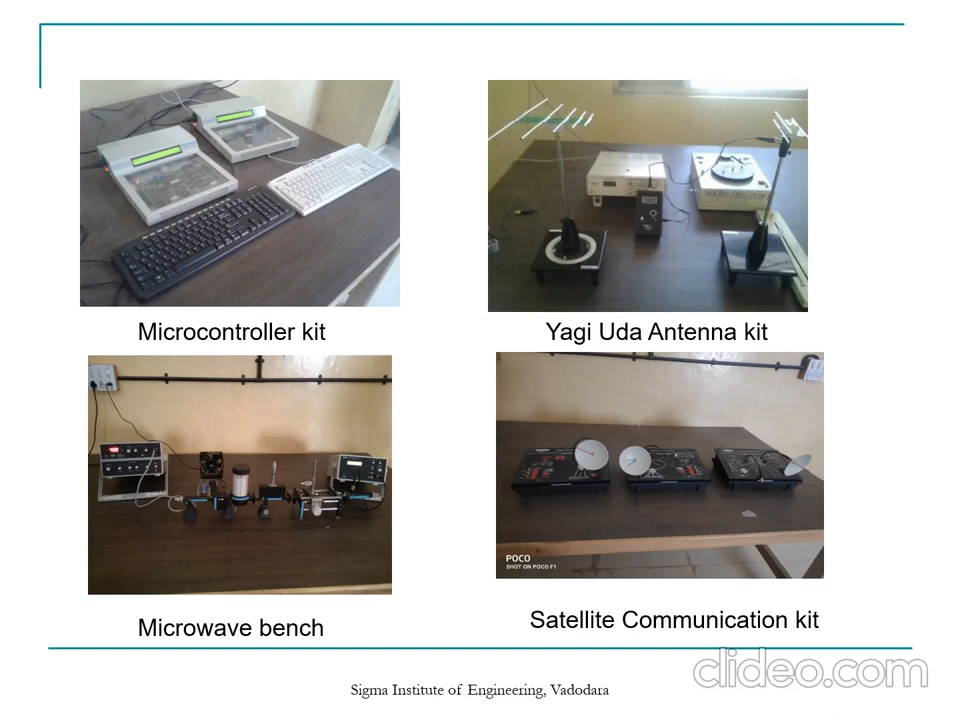 Microcontroller kit
Yagi Uda Antenna kit
POCO
SHOT ON POCO F1
Microwave bench
Satellite Communication kit
Sigma Institute of Engineering, Vadodara
clideo.com